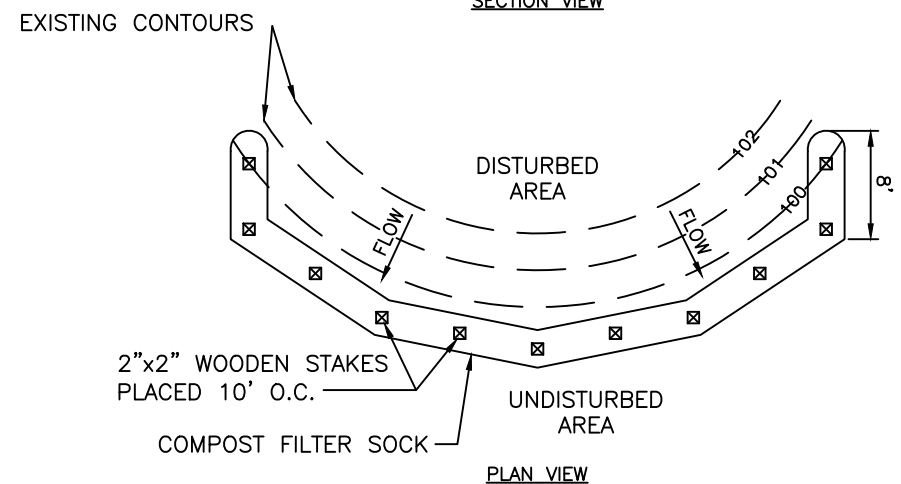 SECTION VIEW
EXISTING CONTOURS
102
101
100
DISTURBED
AREA
8'
FLOW
FLOW
2"x2" WOODEN STAKES
PLACED 10' O.C.
UNDISTURBED
AREA
COMPOST FILTER SOCK
PLAN VIEW